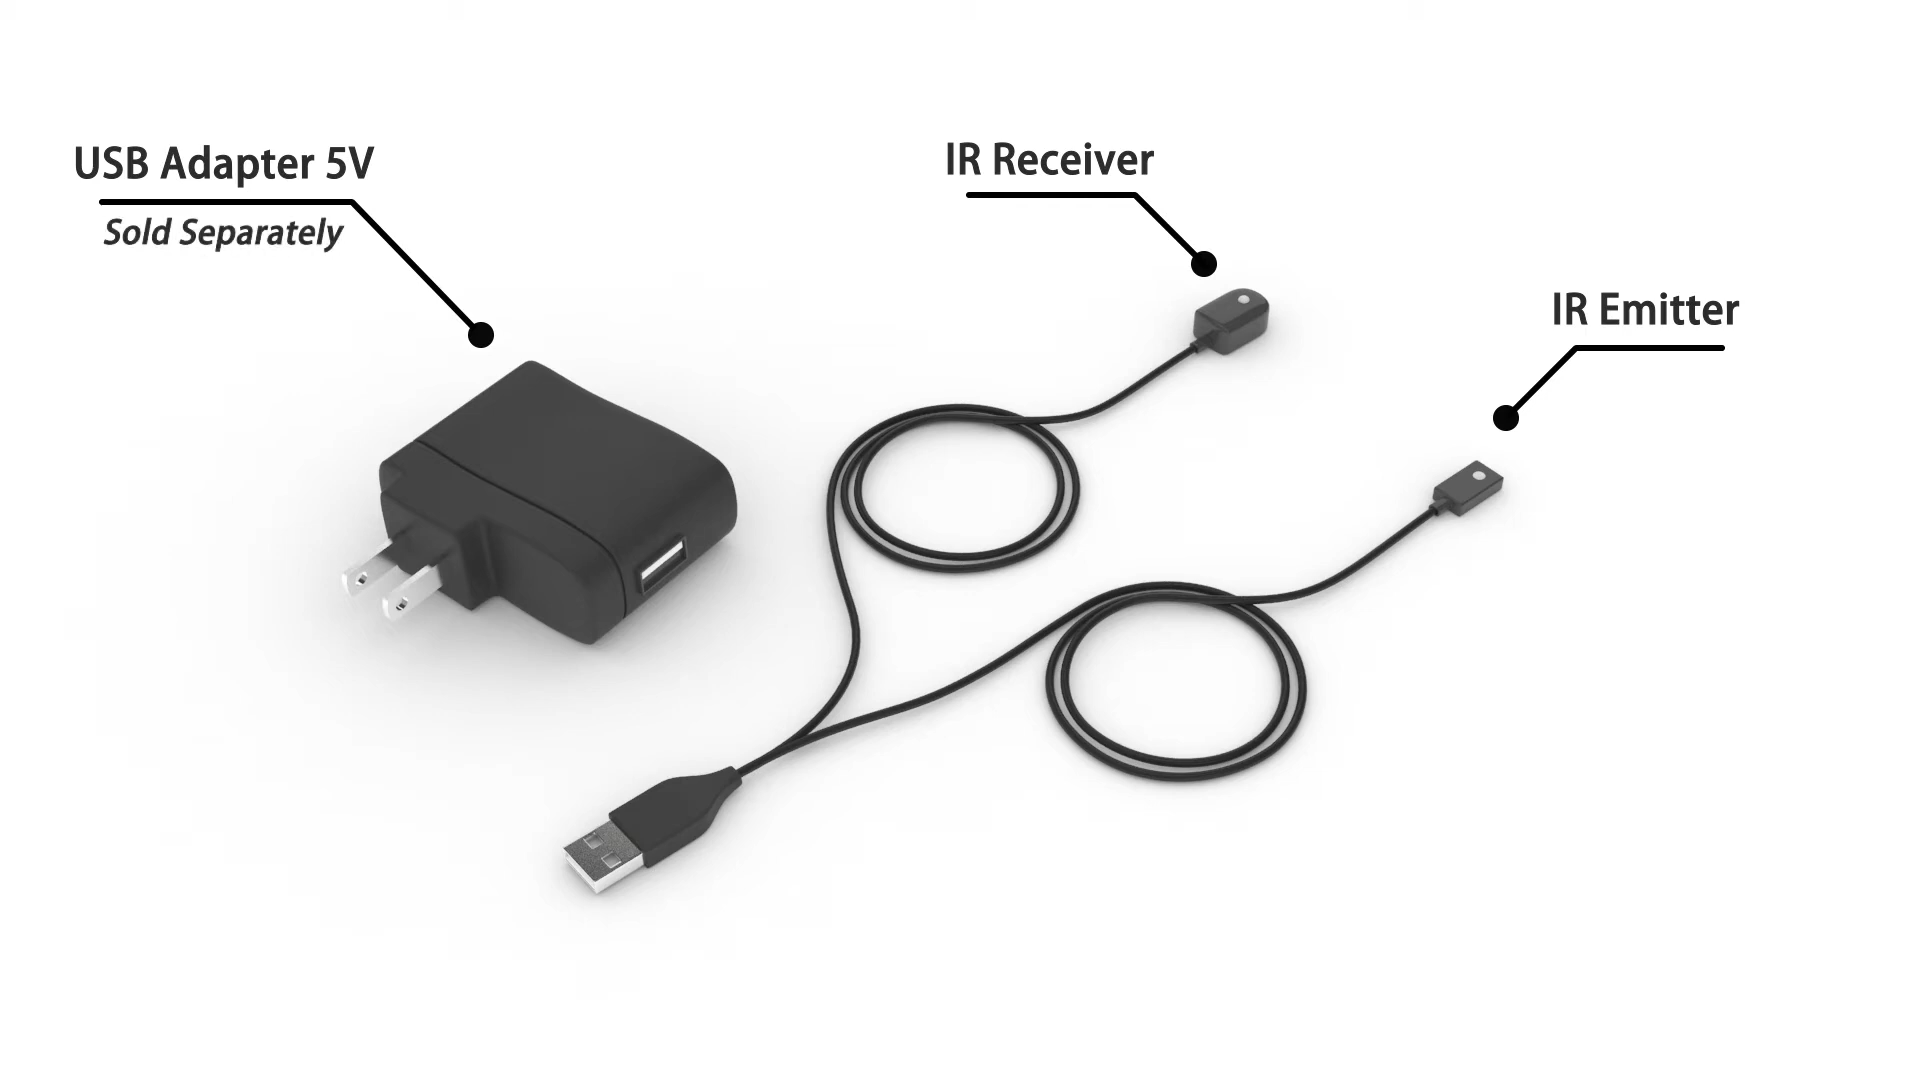 USB Adapter 5V
Sold Separately
IR Receiver
IR Emitter